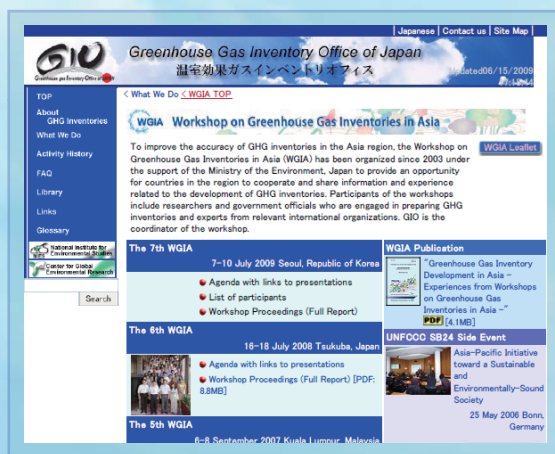 | Japanese | Contact us | Site Map |
GIO
Greenhouse gas Inventory Office of JAPAN
Greenhouse Gas Inventory Office of Japan
温室効果ガスインベントリオフィス
Updated06/15/2009
TOP
About
GHG Inventories
What We Do
Activity History
FAQ
Library
Links
Glossary
National Institute for
Environmental Studies
Center for Global
Environmental Research
Search
< What We Do < WGIA TOP
WGIA Workshop on Greenhouse Gas Inventories in Asia
To improve the accuracy of GHG inventories in the Asia region, the Workshop on
Greenhouse Gas Inventories in Asia (WGIA) has been organized since 2003 under
the support of the Ministry of the Environment, Japan to provide an opportunity
for countries in the region to cooperate and share information and experience
related to the development of GHG inventories. Participants of the workshops
include researchers and government officials who are engaged in preparing GHG
inventories and experts from relevant international organizations. GIO is the
coordinator of the workshop.
WGIA Leaflet
The 7th WGIA
7-10 July 2009 Seoul, Republic of Korea
Agenda with links to presentations
List of participants
Workshop Proceedings (Full Report)
The 6th WGIA
16-18 July 2008 Tsukuba, Japan
Agenda with links to presentations
Workshop Proceedings (Full Report) [PDF:
8.8MB]
The 5th WGIA
6-8 September 2007 Kuala Lumpur, Malaysia
WGIA Publication
"Greenhouse Gas Inventory
Development in Asia -
Experiences from Workshops
on Greenhouse Gas
Inventories in Asia -"
PDF [4.1MB]
UNFCCC SB24 Side Event
Asia-Pacific Initiative
toward a Sustainable
and
Environmentally-Sound
Society
25 May 2006 Bonn,
Germany